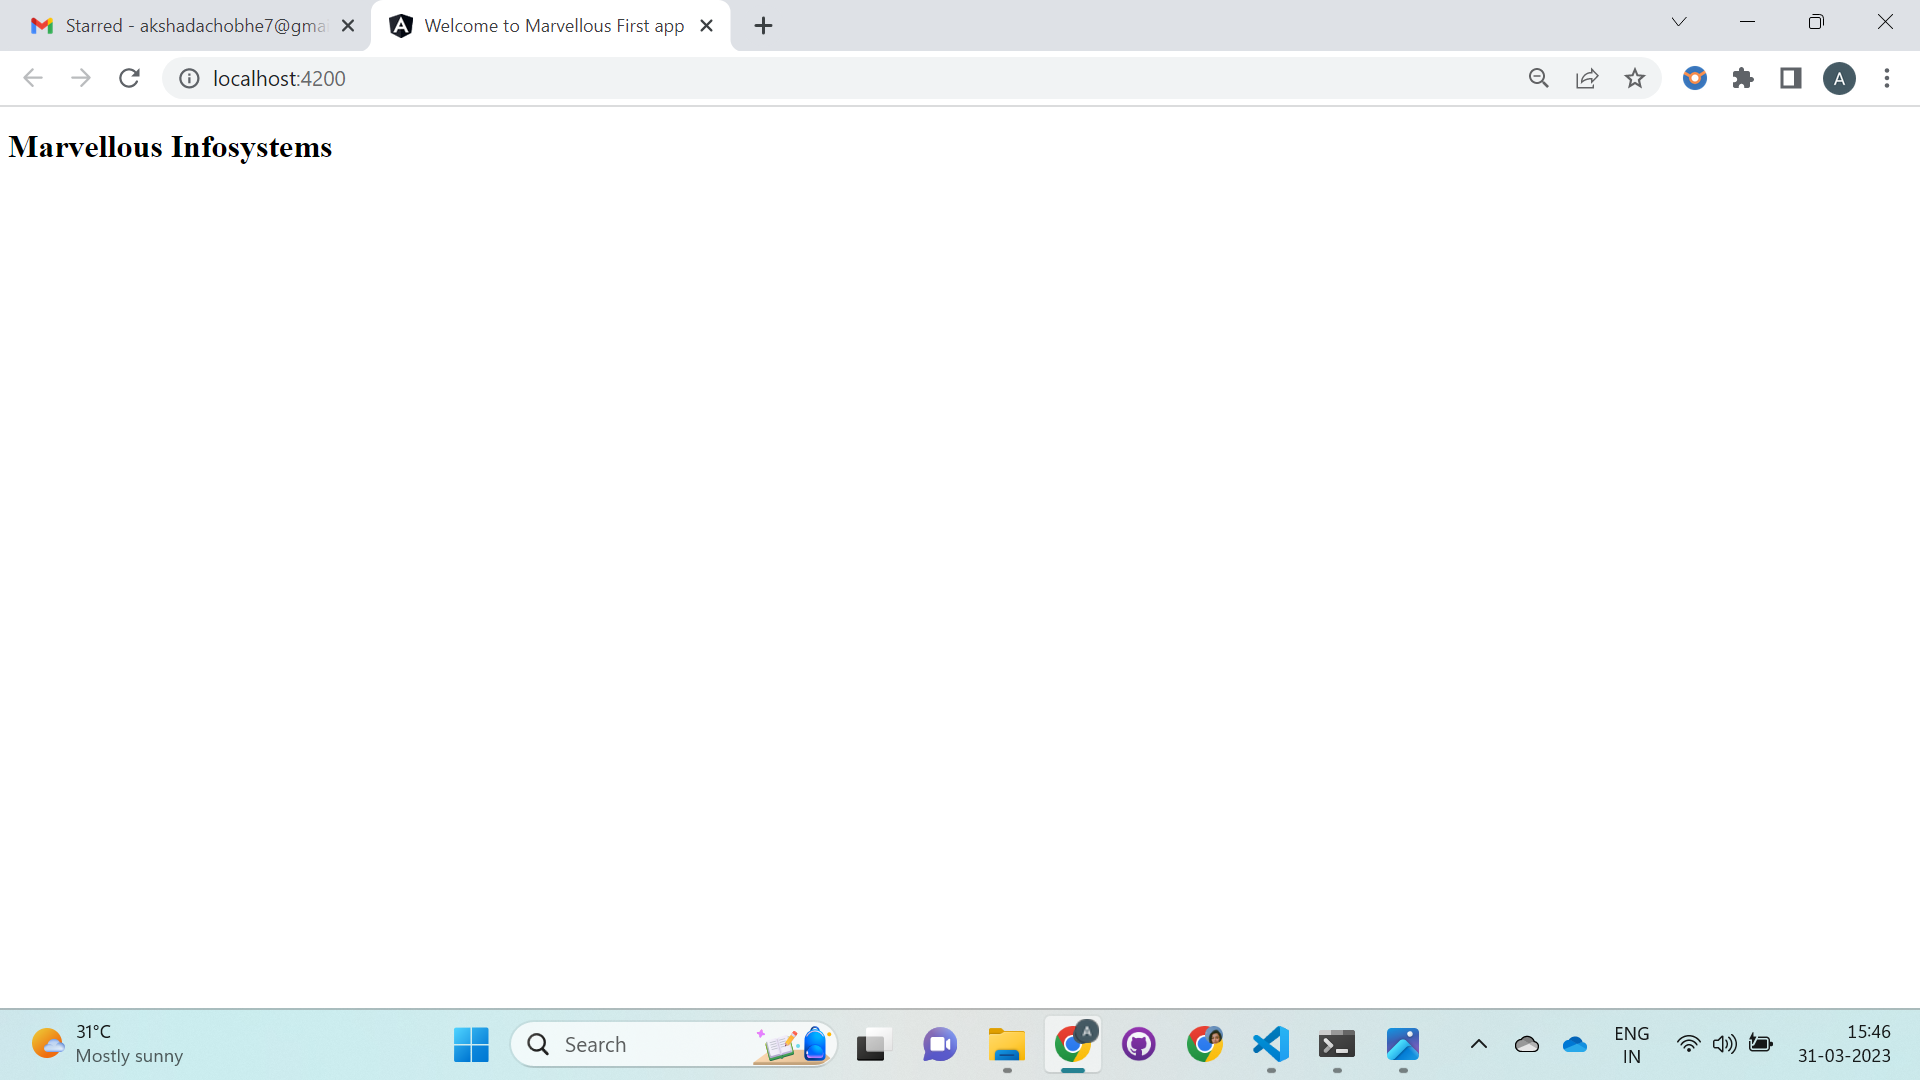 Starred - akshadachobhe7@gmai
Welcome to Marvellous First app
localhost:4200
A
Marvellous Infosystems
31°C
Mostly sunny
Search
A
ENG
IN
15:46
31-03-2023